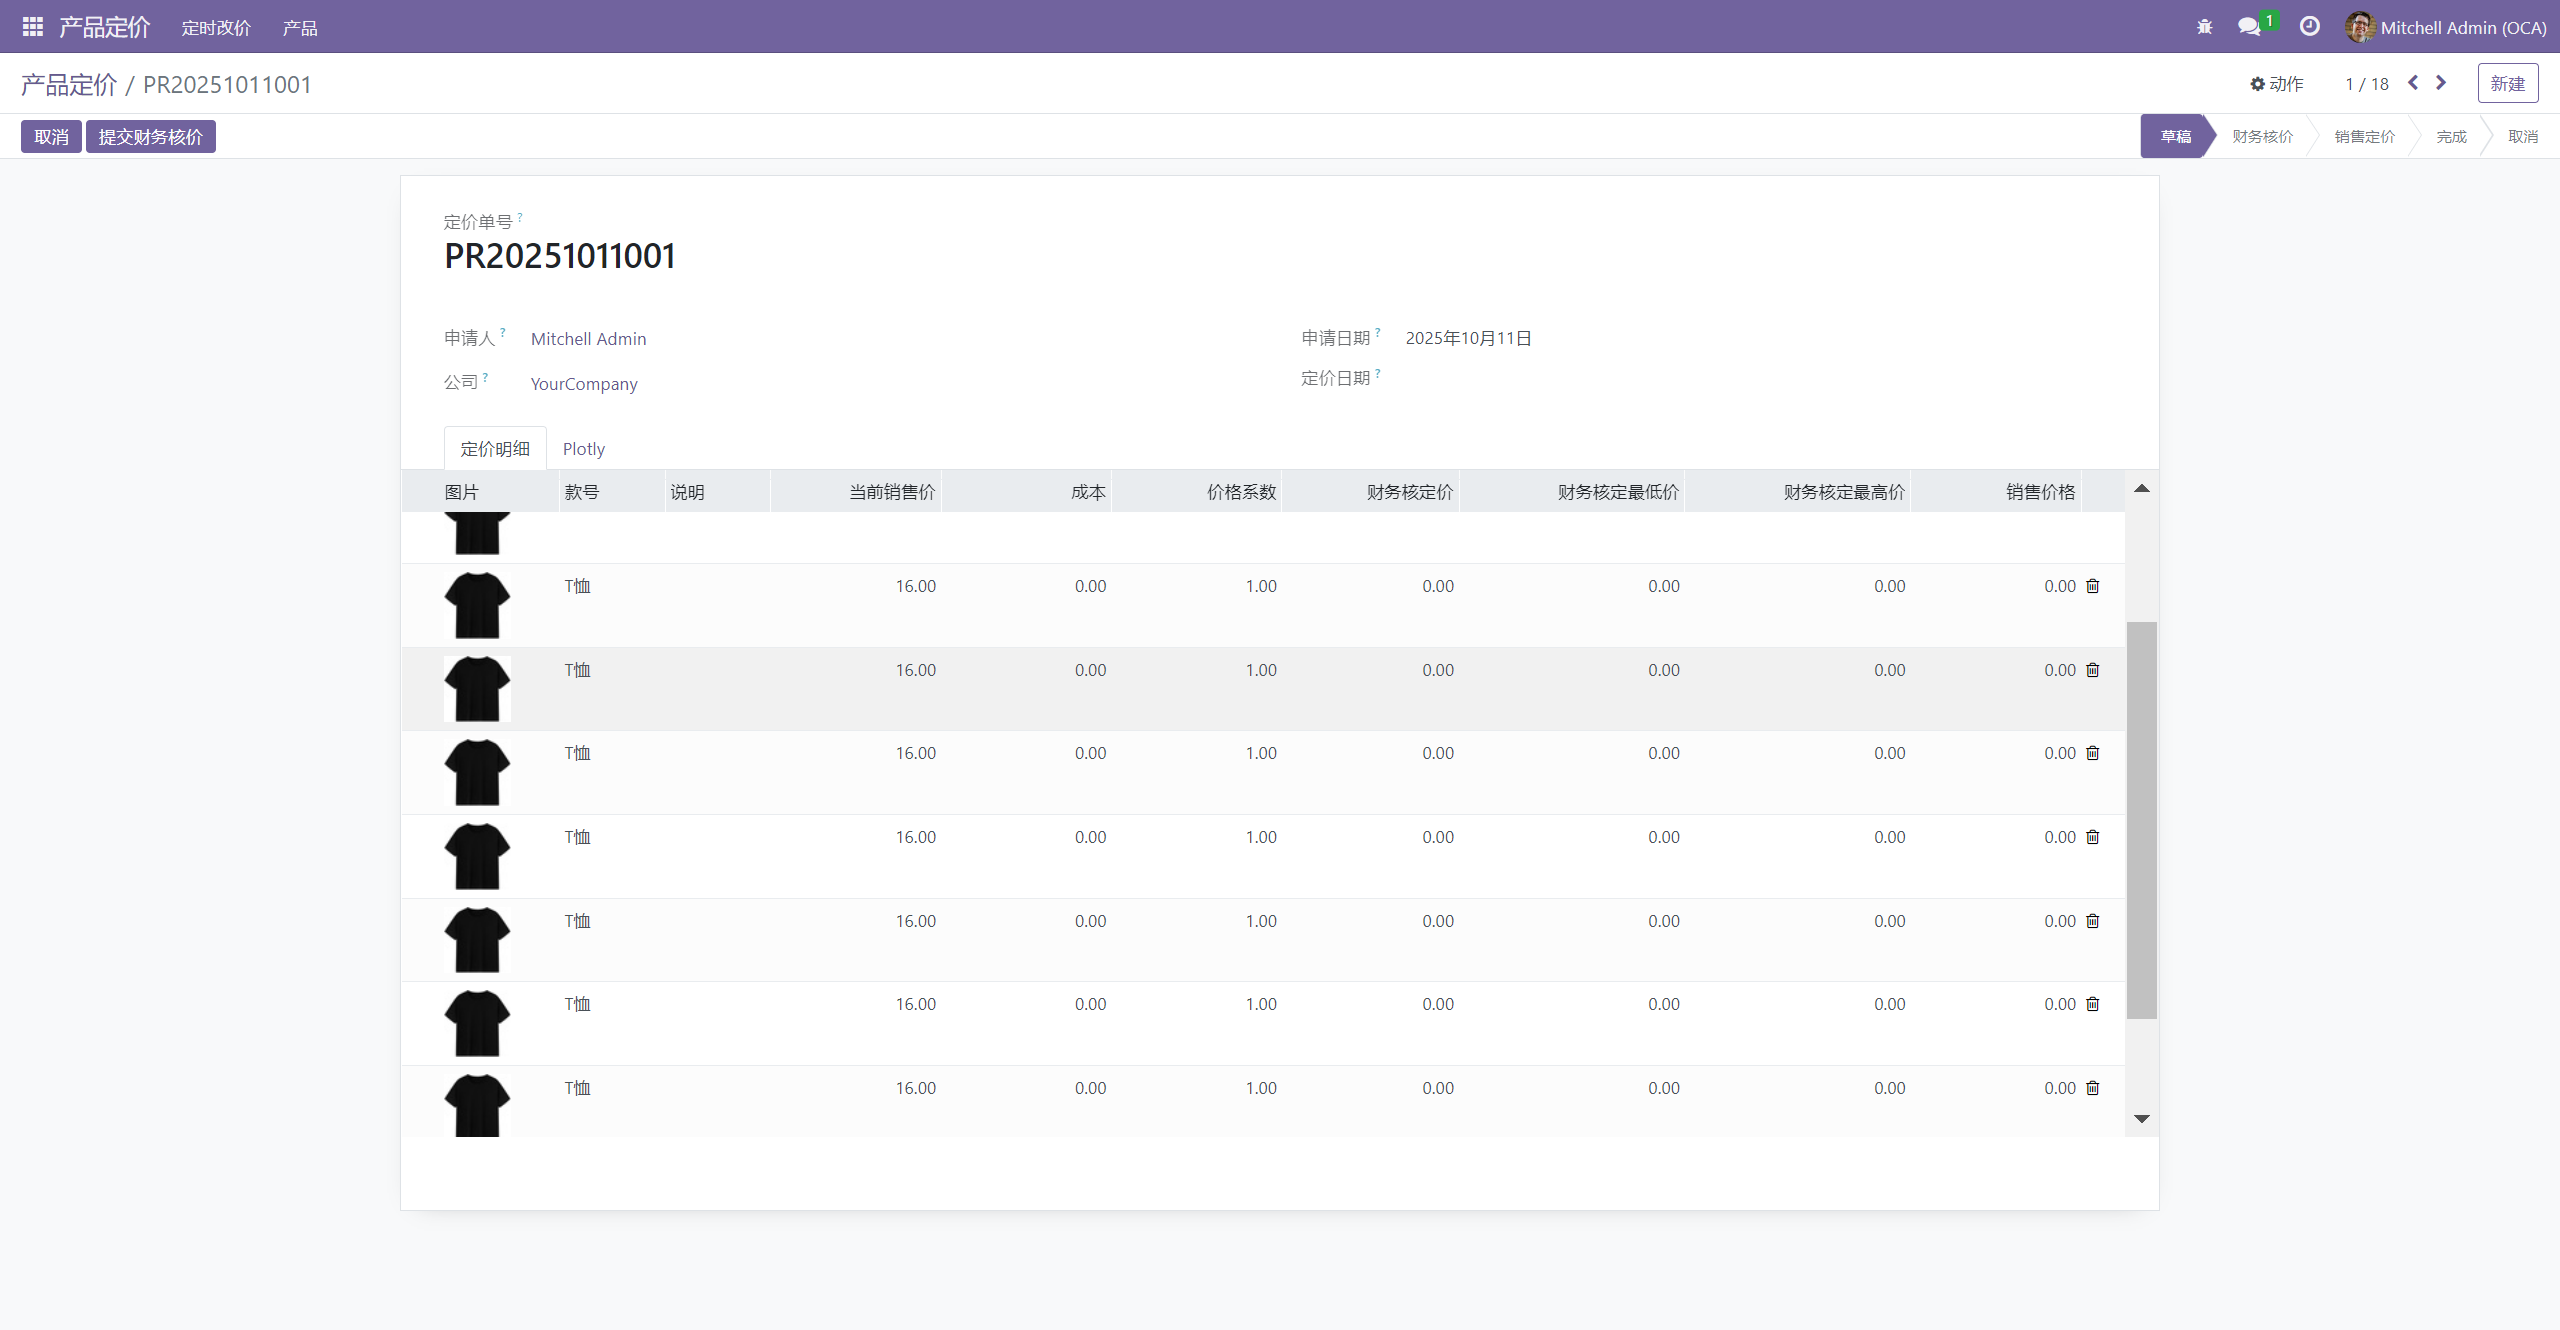 产品定价 定时改价 产品 1 Mitchell Admin (OCA)
产品定价 / PR20251011001 动作 1 / 18 新建
取消 提交财务核价 草稿 财务核价 销售定价 完成 取消
定价单号 ?
PR20251011001
申请人 ? Mitchell Admin 申请日期 ? 2025年10月11日
公司 ? YourCompany 定价日期 ?
定价明细 Plotly
图片 款号 说明 当前销售价 成本 价格系数 财务核定价 财务核定最低价 财务核定最高价 销售价格
T恤 16.00 0.00 1.00 0.00 0.00 0.00 0.00
T恤 16.00 0.00 1.00 0.00 0.00 0.00 0.00
T恤 16.00 0.00 1.00 0.00 0.00 0.00 0.00
T恤 16.00 0.00 1.00 0.00 0.00 0.00 0.00
T恤 16.00 0.00 1.00 0.00 0.00 0.00 0.00
T恤 16.00 0.00 1.00 0.00 0.00 0.00 0.00
T恤 16.00 0.00 1.00 0.00 0.00 0.00 0.00